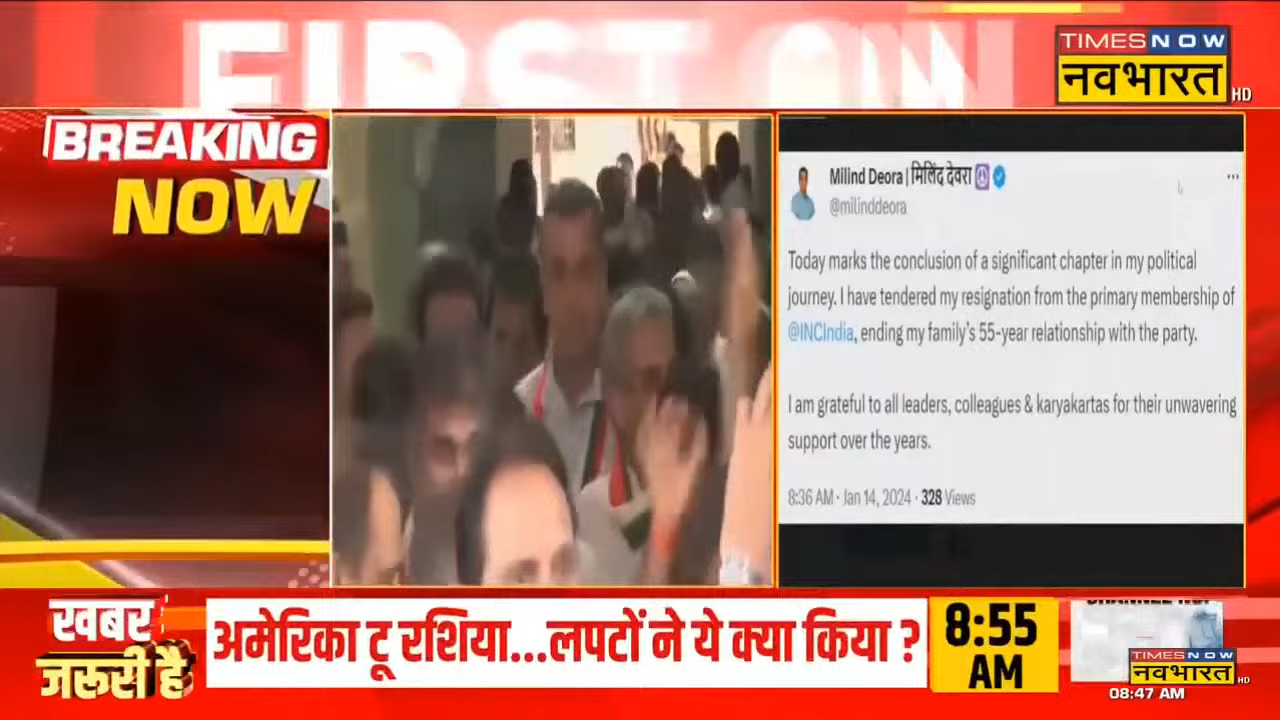 FIRST ON
TIMES NOW
नवभारत
HD
BREAKING
NOW
Milind Deora | मिलिंद देवरा
@milinddeora
Today marks the conclusion of a significant chapter in my political
journey. I have tendered my resignation from the primary membership of
@INCIndia, ending my family's 55-year relationship with the party.
I am grateful to all leaders, colleagues & karyakartas for their unwavering
support over the years.
8:36 AM · Jan 14, 2024 · 328 Views
खबर
जरूरी है
अमेरिका टू रशिया...लपटों ने ये क्या किया ?
8:55
AM
TIMES NOW
नवभारत
HD
08:47 AM